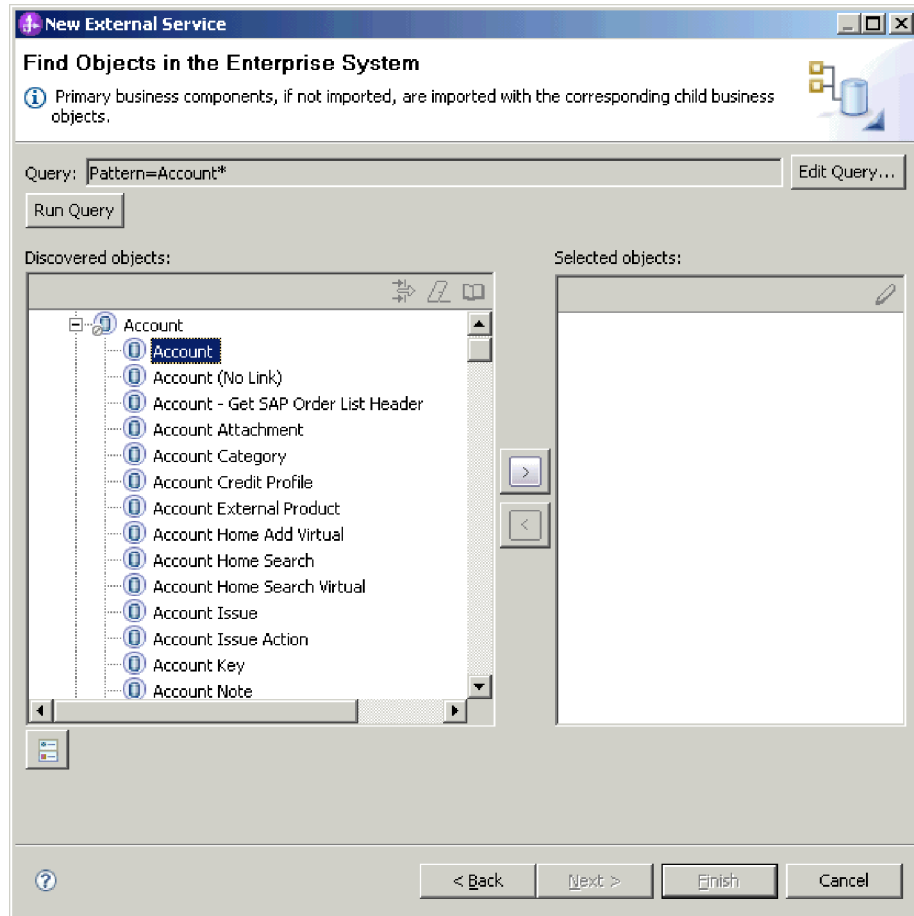 New External Service
Find Objects in the Enterprise System
Primary business components, if not imported, are imported with the corresponding child business
objects.
Query: Pattern=Account*
Edit Query...
Run Query
Discovered objects:
Selected objects:
Account
Account
Account (No Link)
Account - Get SAP Order List Header
Account Attachment
Account Category
Account Credit Profile
Account External Product
Account Home Add Virtual
Account Home Search
Account Home Search Virtual
Account Issue
Account Issue Action
Account Key
Account Note
< Back
Next >
Finish
Cancel